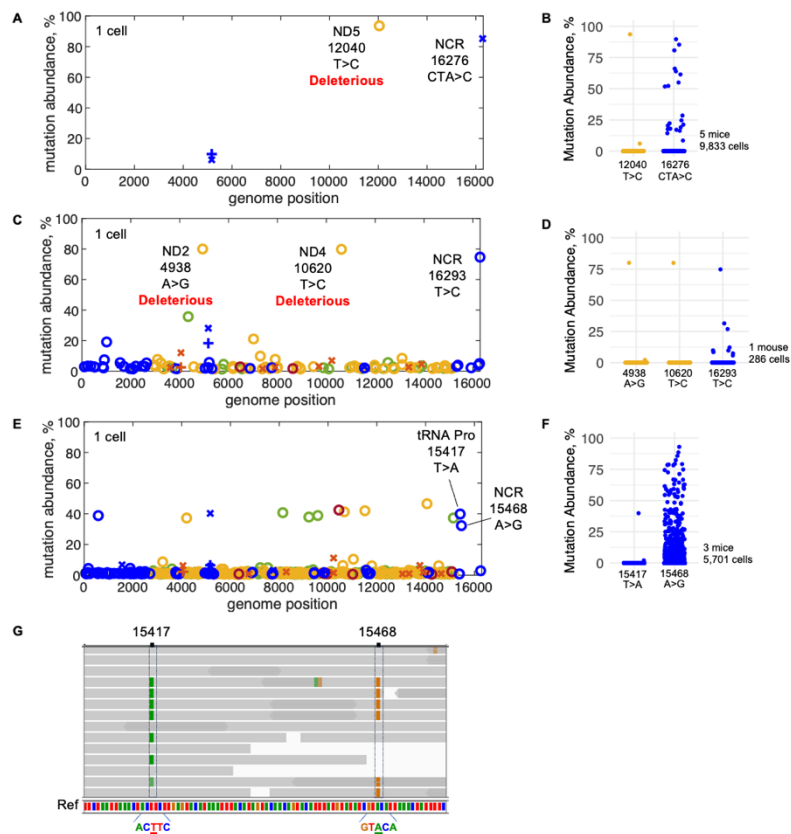 A
1 cell
mutation abundance, %
100
80
60
40
20
0
ND5
12040
T>C
Deleterious
NCR
16276
CTA>C
0 2000 4000 6000 8000 10000 12000 14000 16000
genome position
B
Mutation Abundance, %
100
75
50
25
0
5 mice
9,833 cells
12040 16276
T>C CTA>C
C
1 cell
mutation abundance, %
100
80
60
40
20
0
ND2
4938
A>G
Deleterious
ND4
10620
T>C
Deleterious
NCR
16293
T>C
0 2000 4000 6000 8000 10000 12000 14000 16000
genome position
D
Mutation Abundance, %
100
75
50
25
0
1 mouse
286 cells
4938 10620 16293
A>G T>C T>C
E
1 cell
mutation abundance, %
100
80
60
40
20
0
tRNA Pro
15417
T>A
NCR
15468
A>G
0 2000 4000 6000 8000 10000 12000 14000 16000
genome position
F
Mutation Abundance, %
100
75
50
25
0
3 mice
5,701 cells
15417 15468
T>A A>G
G
15417 15468
Ref
ACTTC GTACA